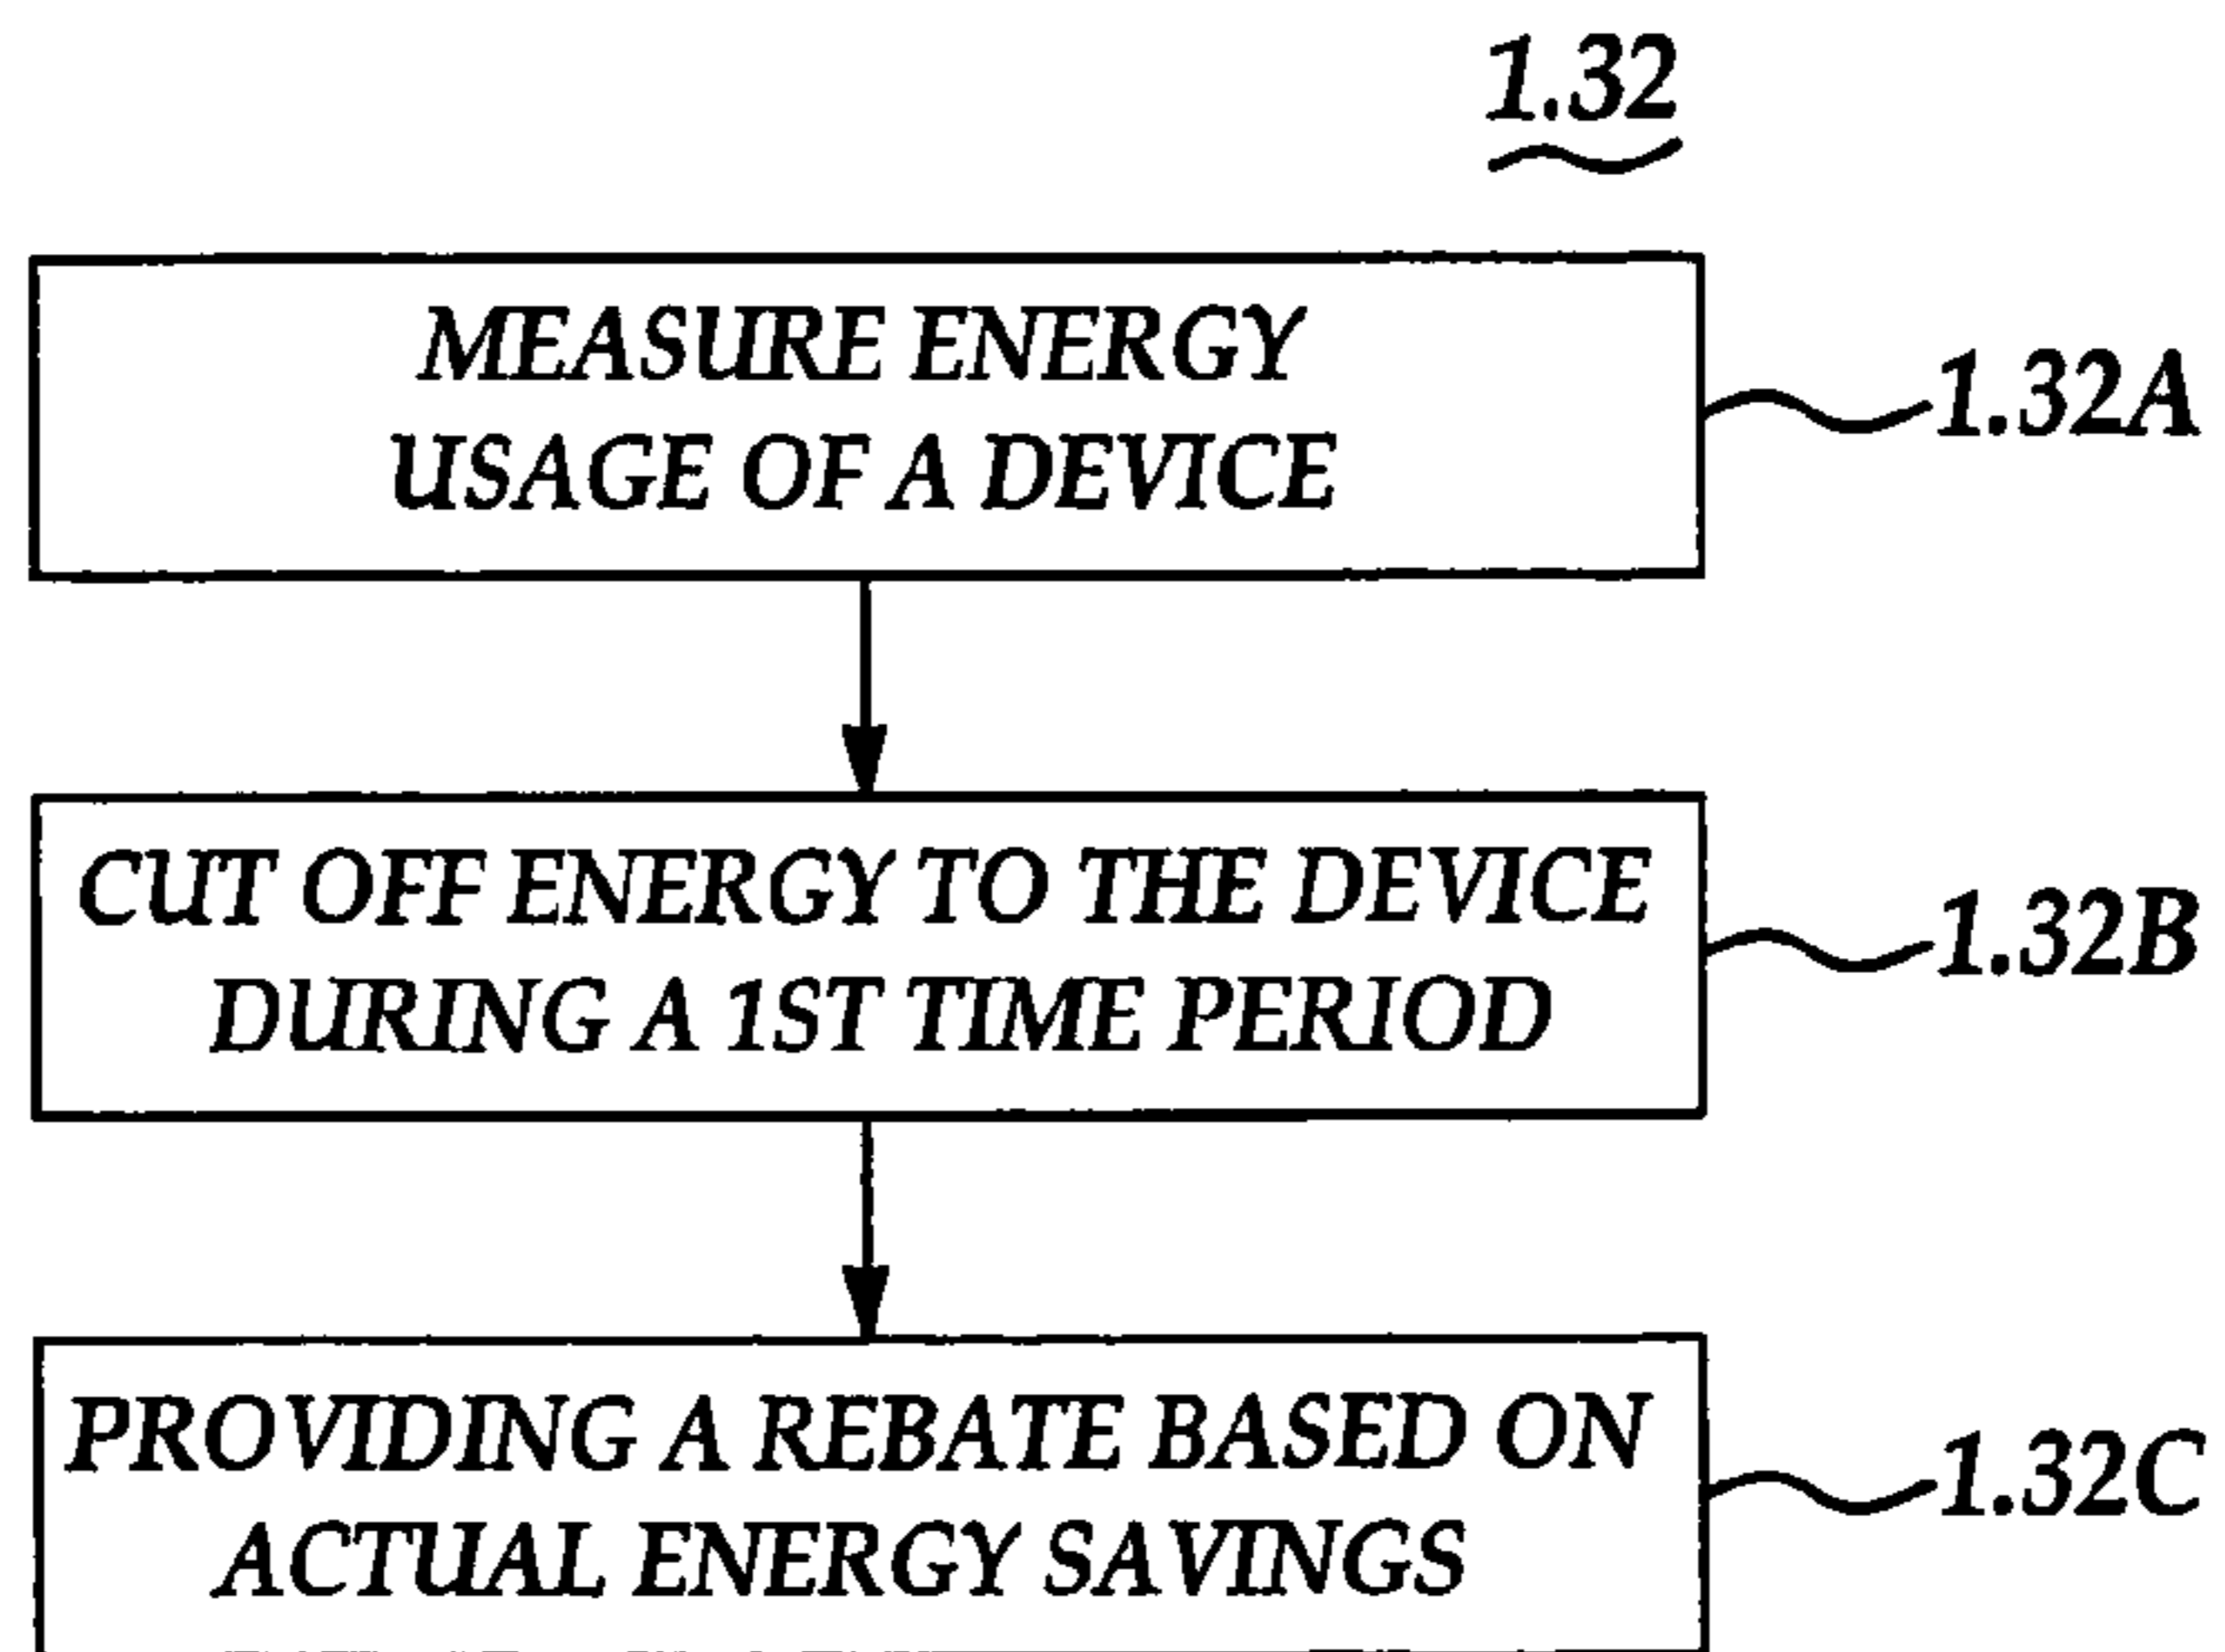 1.32
MEASURE ENERGY
USAGE OF A DEVICE
1.32A
CUT OFF ENERGY TO THE DEVICE
DURING A 1ST TIME PERIOD
1.32B
PROVIDING A REBATE BASED ON
ACTUAL ENERGY SAVINGS
1.32C